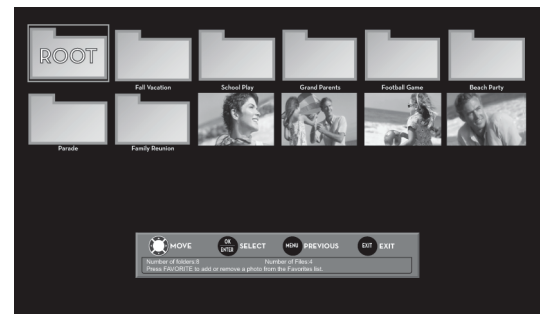 ROOT
Fall Vacation School Play Grand Parents Football Game Beach Party
Parade Family Reunion
MOVE OK ENTER SELECT MENU PREVIOUS EXIT EXIT
Number of folders:8 Number of Files:4
Press FAVORITE to add or remove a photo from the Favorites list.